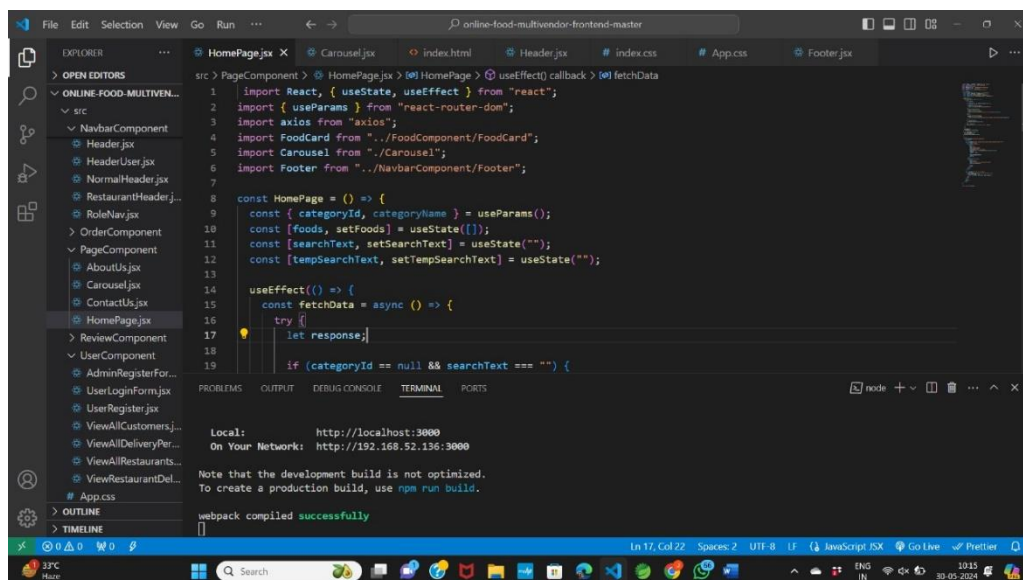 File Edit Selection View Go Run ··· online-food-multivendor-frontend-master
EXPLORER ··· HomePage.jsx Carousel.jsx index.html Header.jsx # index.css # App.css Footer.jsx
OPEN EDITORS
ONLINE-FOOD-MULTIVEN...
src
NavbarComponent
Header.jsx
HeaderUser.jsx
NormalHeader.jsx
RestaurantHeader.j...
RoleNav.jsx
OrderComponent
PageComponent
AboutUs.jsx
Carousel.jsx
ContactUs.jsx
HomePage.jsx
ReviewComponent
UserComponent
AdminRegisterFor...
UserLoginForm.jsx
UserRegister.jsx
ViewAllCustomers.j...
ViewAllDeliveryPer...
ViewAllRestaurants...
ViewRestaurantDel...
# App.css
OUTLINE
TIMELINE
src > PageComponent > HomePage.jsx > HomePage > useEffect() callback > fetchData
1 import React, { useState, useEffect } from "react";
2 import { useParams } from "react-router-dom";
3 import axios from "axios";
4 import FoodCard from "../FoodComponent/FoodCard";
5 import Carousel from "./Carousel";
6 import Footer from "../NavbarComponent/Footer";
7
8 const HomePage = () => {
9 const { categoryId, categoryName } = useParams();
10 const [foods, setFoods] = useState([]);
11 const [searchText, setSearchText] = useState("");
12 const [tempSearchText, setTempSearchText] = useState("");
13
14 useEffect(() => {
15 const fetchData = async () => {
16 try {
17 let response;
18
19 if (categoryId == null && searchText === "") {
PROBLEMS OUTPUT DEBUG CONSOLE TERMINAL PORTS node
Local: http://localhost:3000
On Your Network: http://192.168.52.136:3000
Note that the development build is not optimized.
To create a production build, use npm run build.
webpack compiled successfully
0 0 0 Ln 17, Col 22 Spaces: 2 UTF-8 LF JavaScript JSX Go Live Prettier
33°C
Haze
Search
ENG
IN
10:15
30-05-2024